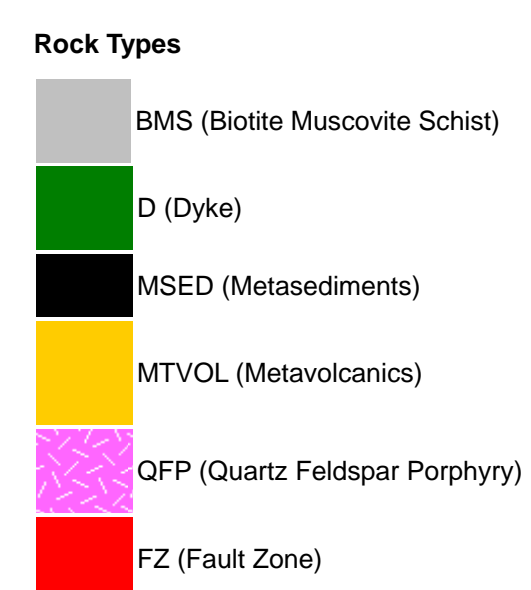 Rock Types
BMS (Biotite Muscovite Schist)
D (Dyke)
MSED (Metasediments)
MTVOL (Metavolcanics)
QFP (Quartz Feldspar Porphyry)
FZ (Fault Zone)